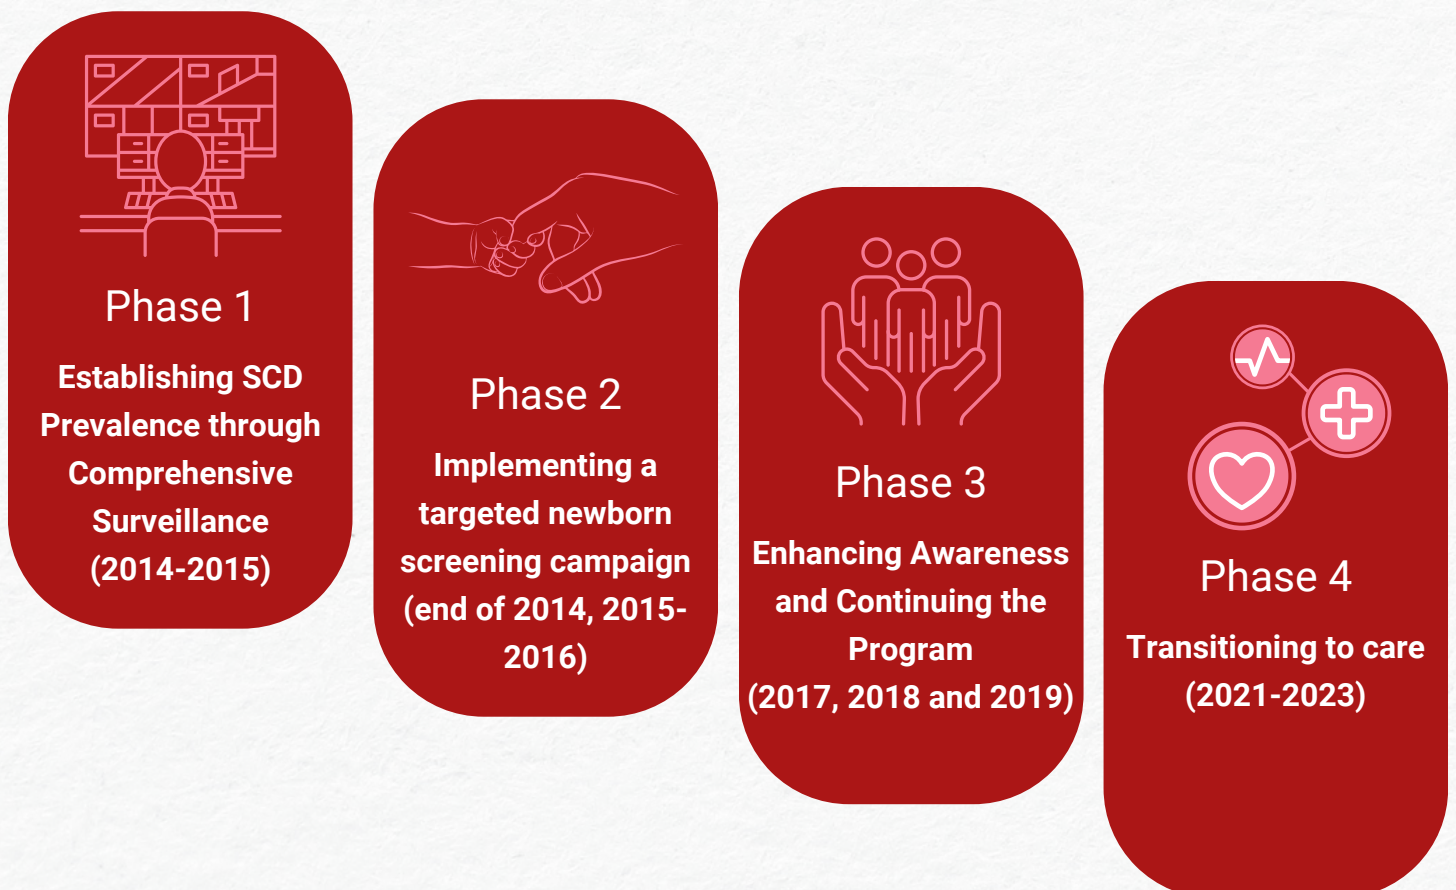 Phase 1
Establishing SCD
Prevalence through
Comprehensive
Surveillance
(2014-2015)
Phase 2
Implementing a
targeted newborn
screening campaign
(end of 2014, 2015-
2016)
Phase 3
Enhancing Awareness
and Continuing the
Program
(2017, 2018 and 2019)
Phase 4
Transitioning to care
(2021-2023)